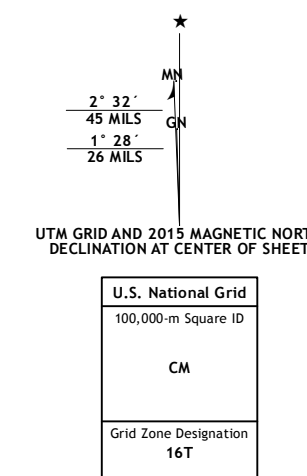 ★
MN
2° 32´
45 MILS
GN
1° 28´
26 MILS
UTM GRID AND 2015 MAGNETIC NORT
DECLINATION AT CENTER OF SHEET
U.S. National Grid
100,000-m Square ID
CM
Grid Zone Designation
16T